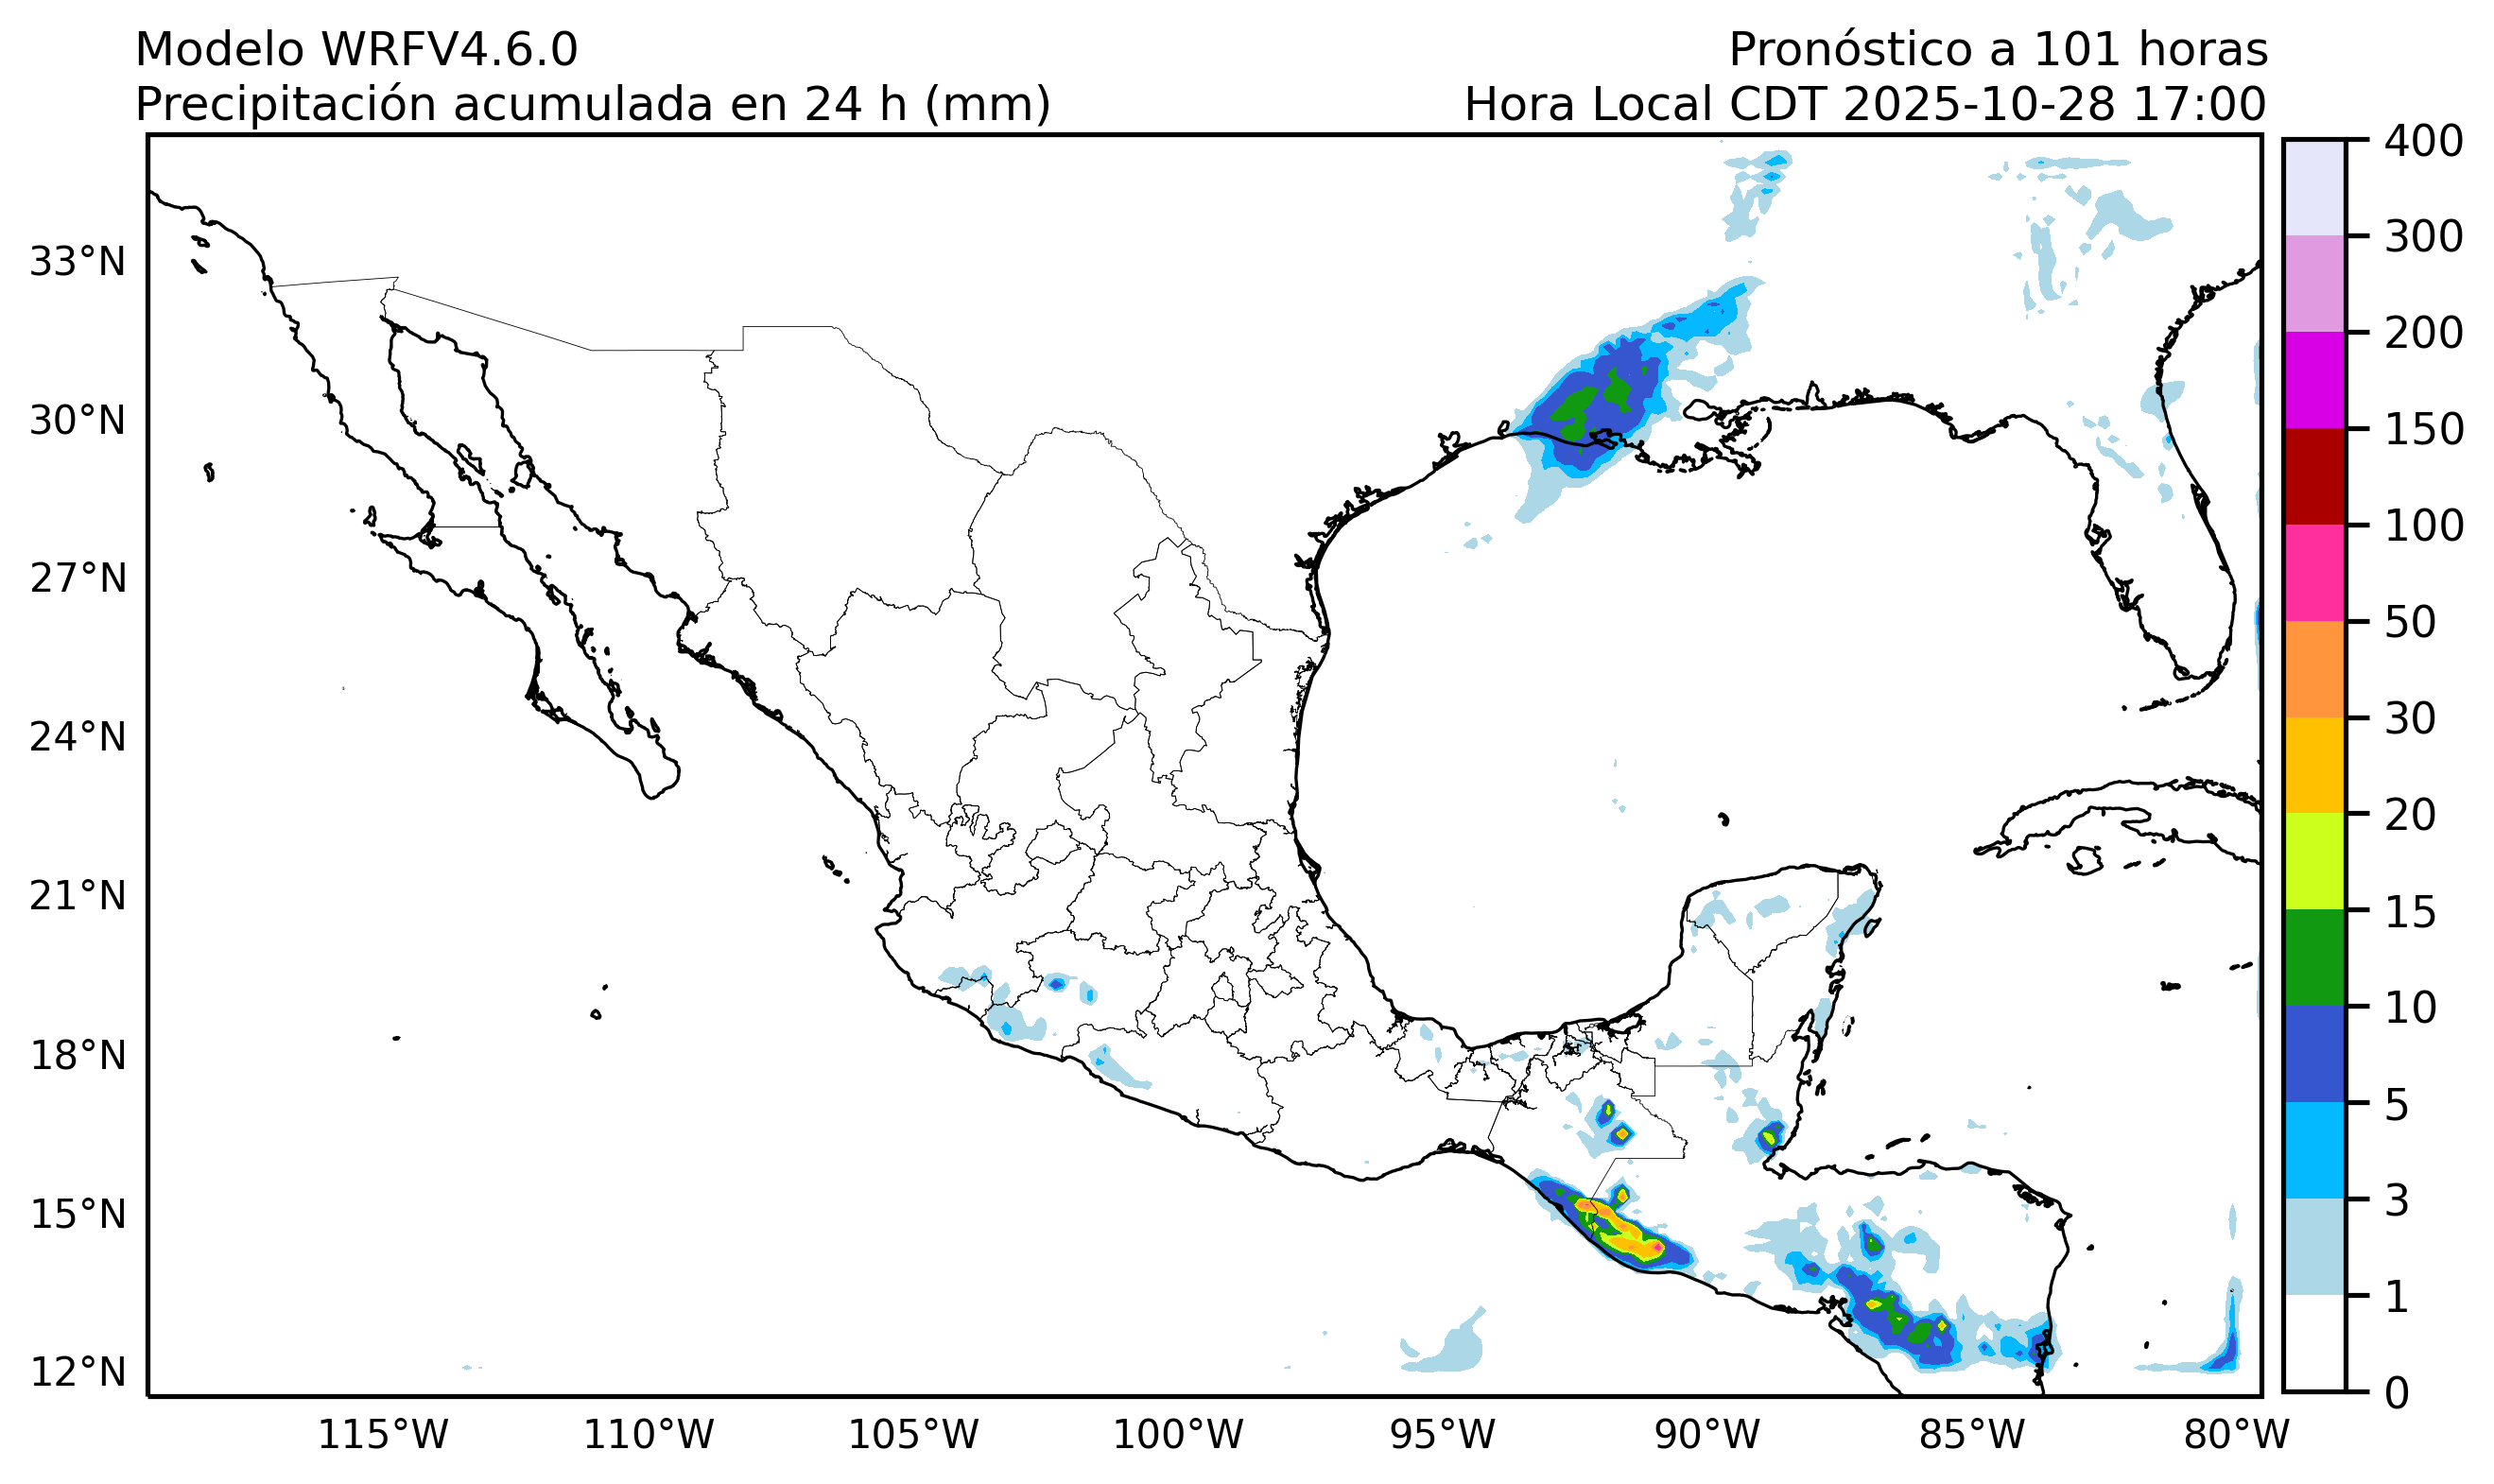 Modelo WRFV4.6.0
Pronóstico a 101 horas
Precipitación acumulada en 24 h (mm)
Hora Local CDT 2025-10-28 17:00
33°N
30°N
27°N
24°N
21°N
18°N
15°N
12°N
115°W
110°W
105°W
100°W
95°W
90°W
85°W
80°W
400
300
200
150
100
50
30
20
15
10
5
3
1
0